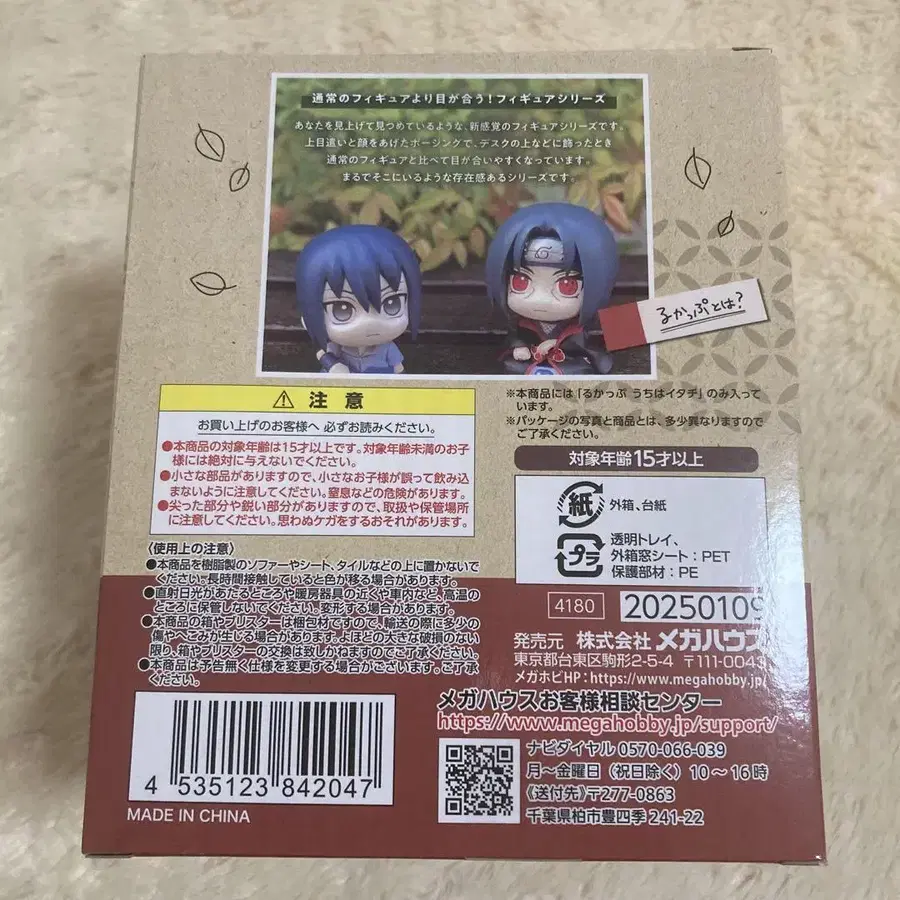 通常のフィギュアより目が合う！フィギュアシリーズ
あなたを見上げて見つめているような、新感覚のフィギュアシリーズです。
上目遣いと顔をあげたポージングで、デスクの上などに飾ったとき
通常のフィギュアと比べて目が合いやすくなっています。
まるでそこにいるような存在感あるシリーズです。
るかっぷとは?
※本商品には「るかっぷ うちはイタチ」のみ入って
います。
※パッケージの写真と商品とは、多少異なりますので
ご了承ください。
⚠ 注意
お買い上げのお客様へ 必ずお読みください。
●本商品の対象年齢は15才以上です。対象年齢未満のお子
様には絶対に与えないでください。
●小さな部品がありますので、小さなお子様が誤って飲み込
まないように注意してください。窒息などの危険があります。
●尖った部分や鋭い部分がありますので、取扱や保管場所
に注意してください。思わぬケガをするおそれがあります。
対象年齢15才以上
紙
外箱、台紙
プラ
透明トレイ、
外箱窓シート：PET
保護部材：PE
〈使用上の注意〉
●本商品を樹脂製のソファーやシート、タイルなどの上に置かないで
ください。長時間接触していると色が移る場合があります。
●直射日光があたるところや暖房器具の近くや車内など、高温の
ところに保管しないでください。変形する場合があります。
●本商品の箱やブリスターは梱包材ですので、輸送の際に多少の
傷やへこみが生じる場合があります。よほどの大きな破損のない
限り、箱やブリスターの交換は致しかねますのでご了承ください。
●本商品は予告無く仕様を変更する場合がございます。ご了承
ください。
4180
20250109
発売元 株式会社メガハウス
東京都台東区駒形2-5-4 〒111-0043
メガホビHP：https://www.megahobby.jp/
メガハウスお客様相談センター
https://www.megahobby.jp/support/
ナビダイヤル 0570-066-039
月～金曜日（祝日除く）10～16時
《送付先》〒277-0863
千葉県柏市豊四季241-22
4 535123 842047
MADE IN CHINA